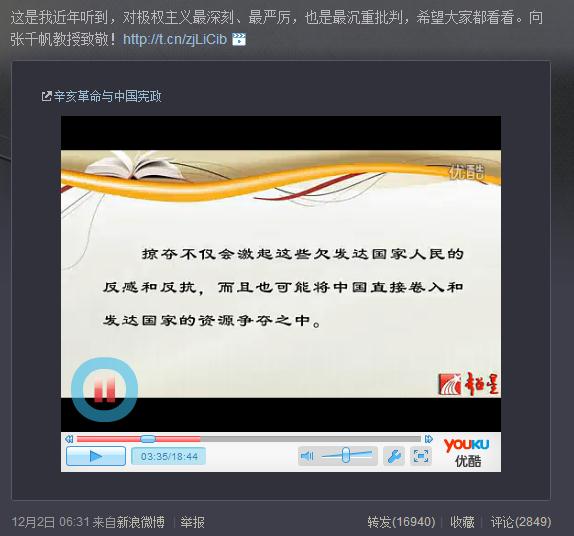 这是我近年听到，对极权主义最深刻、最严厉，也是最沉重批判，希望大家都看看。向
张千帆教授致敬！http://t.cn/zjLiCib
辛亥革命与中国宪政
优酷
掠夺不仅会激起这些欠发达国家人民的
反感和反抗，而且也可能将中国直接卷入和
发达国家的资源争夺之中。
超星
03:35/18:44
YOUKU
优酷
12月2日 06:31 来自新浪微博 | 举报
转发(16940) | 收藏 | 评论(2849)